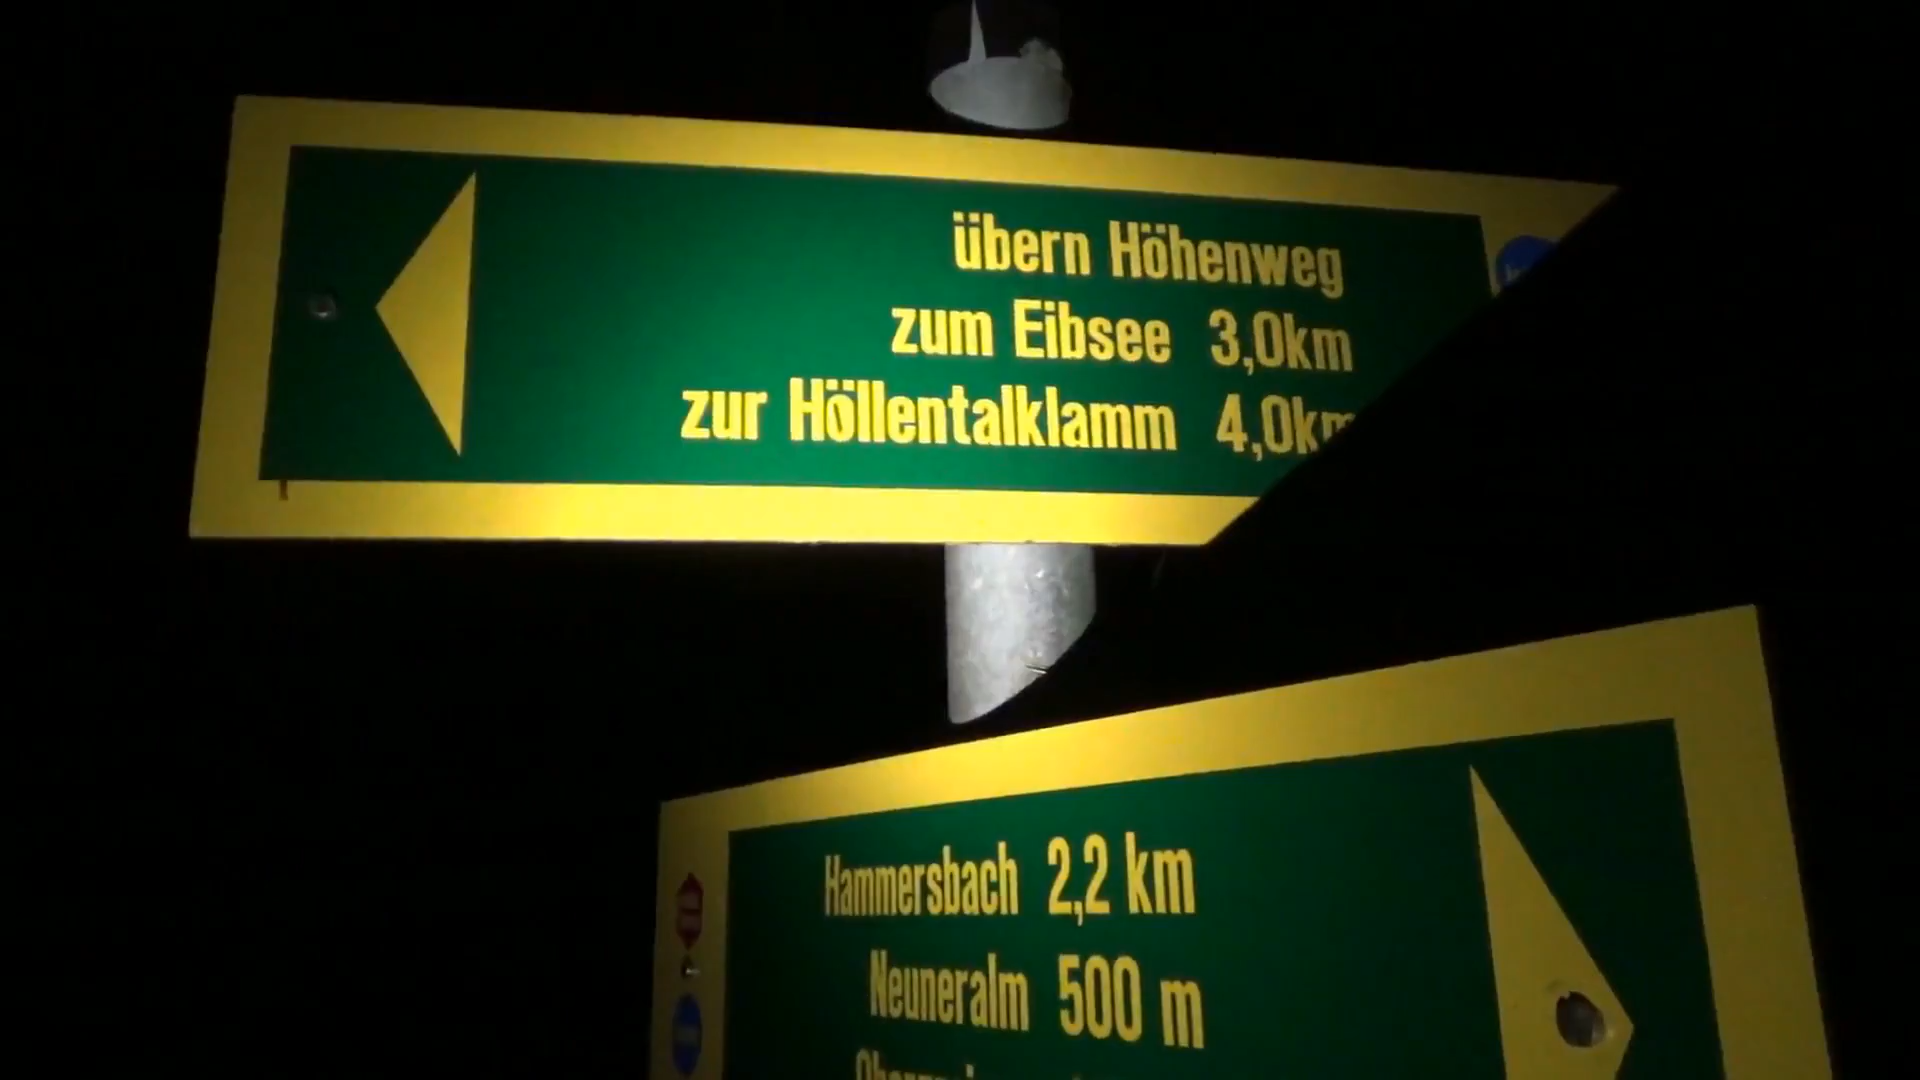 übern Höhenweg
zum Eibsee 3,0km
zur Höllentalklamm 4,0km
Hammersbach 2,2 km
Neuneralm 500 m